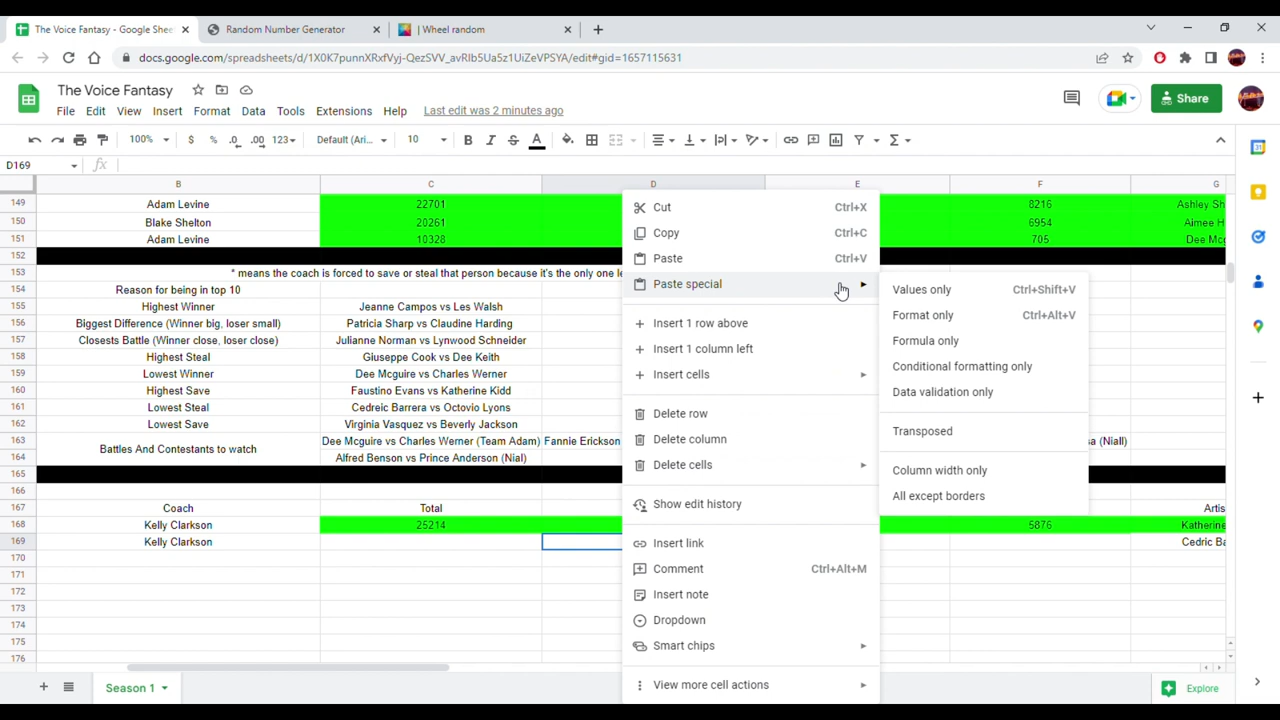 The Voice Fantasy - Google Shee
Random Number Generator
| Wheel random
docs.google.com/spreadsheets/d/1X0K7punnXRxfVyj-QezSVV_avRIb5Ua5z1UiZeVPSYA/edit#gid=1657115631
The Voice Fantasy
File Edit View Insert Format Data Tools Extensions Help Last edit was 2 minutes ago
Share
100% $ % .0 .00 123 Default (Ari... 10 B I S A
D169 fx
B C D E F G
149 Adam Levine 22701 8216 Ashley Sh
150 Blake Shelton 20261 6954 Aimee H
151 Adam Levine 10328 705 Dee Mc
152
153 * means the coach is forced to save or steal that person because it's the only one le
154 Reason for being in top 10
155 Highest Winner Jeanne Campos vs Les Walsh
156 Biggest Difference (Winner big, loser small) Patricia Sharp vs Claudine Harding
157 Closests Battle (Winner close, loser close) Julianne Norman vs Lynwood Schneider
158 Highest Steal Giuseppe Cook vs Dee Keith
159 Lowest Winner Dee Mcguire vs Charles Werner
160 Highest Save Faustino Evans vs Katherine Kidd
161 Lowest Steal Cedreic Barrera vs Octovio Lyons
162 Lowest Save Virginia Vasquez vs Beverly Jackson
163 Battles And Contestants to watch Dee Mcguire vs Charles Werner (Team Adam) Fannie Erickson sa (Niall)
164 Alfred Benson vs Prince Anderson (Nial)
165
166
167 Coach Total Artis
168 Kelly Clarkson 25214 5876 Katherine
169 Kelly Clarkson Cedric Ba
170
171
172
173
174
175
176
Cut Ctrl+X
Copy Ctrl+C
Paste Ctrl+V
Paste special
Insert 1 row above
Insert 1 column left
Insert cells
Delete row
Delete column
Delete cells
Show edit history
Insert link
Comment Ctrl+Alt+M
Insert note
Dropdown
Smart chips
View more cell actions
Values only Ctrl+Shift+V
Format only Ctrl+Alt+V
Formula only
Conditional formatting only
Data validation only
Transposed
Column width only
All except borders
Season 1
Explore